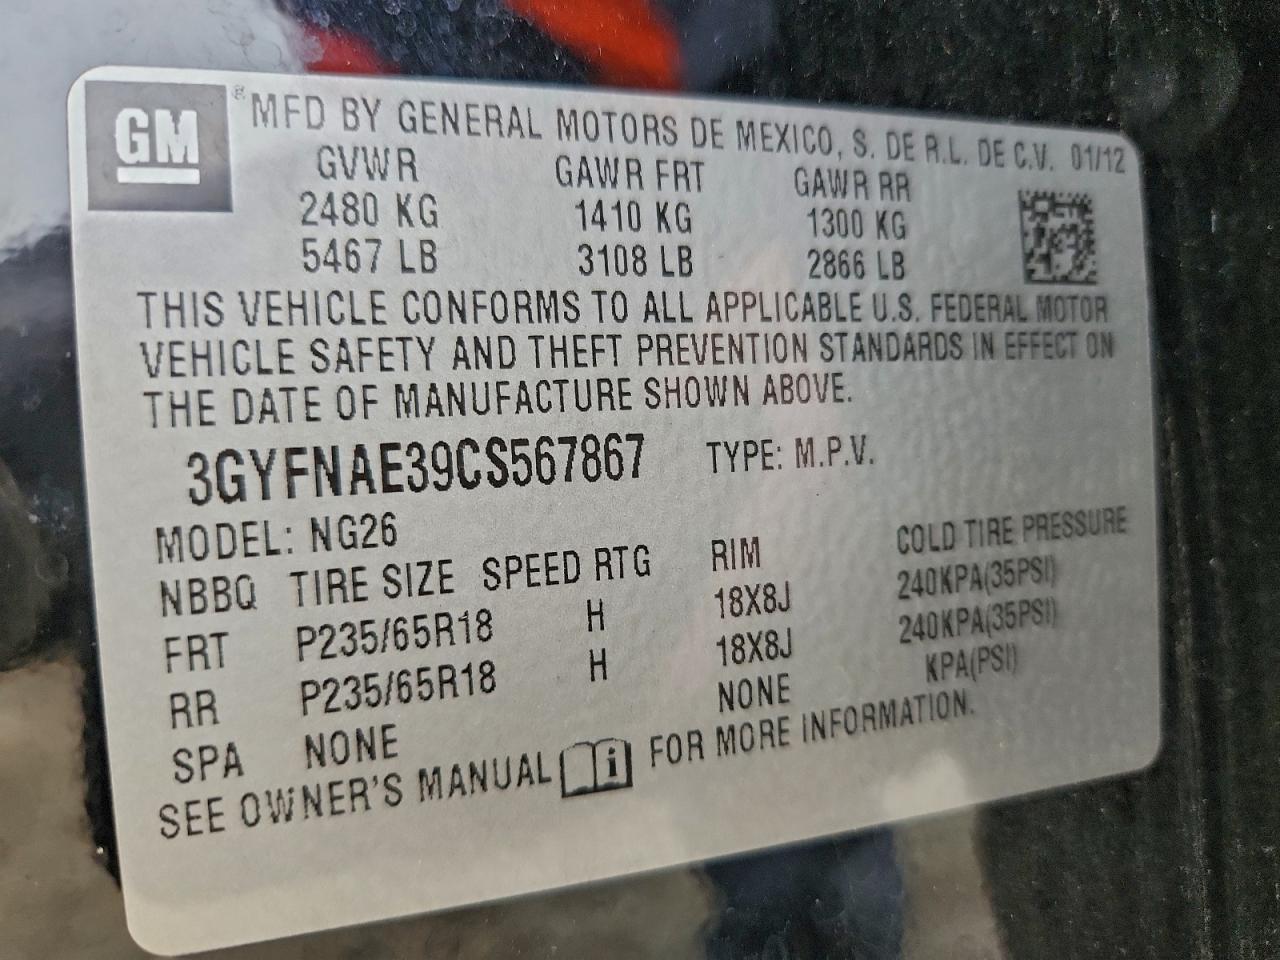 GM ® MFD BY GENERAL MOTORS DE MEXICO, S. DE R.L. DE C.V. 01/12
GVWR GAWR FRT GAWR RR
2480 KG 1410 KG 1300 KG
5467 LB 3108 LB 2866 LB
THIS VEHICLE CONFORMS TO ALL APPLICABLE U.S. FEDERAL MOTOR
VEHICLE SAFETY AND THEFT PREVENTION STANDARDS IN EFFECT ON
THE DATE OF MANUFACTURE SHOWN ABOVE.
3GYFNAE39CS567867 TYPE: M.P.V.
MODEL: NG26
NBBQ TIRE SIZE SPEED RTG RIM COLD TIRE PRESSURE
FRT P235/65R18 H 18X8J 240KPA(35PSI)
RR P235/65R18 H 18X8J 240KPA(35PSI)
SPA NONE NONE KPA(PSI)
SEE OWNER'S MANUAL i FOR MORE INFORMATION.